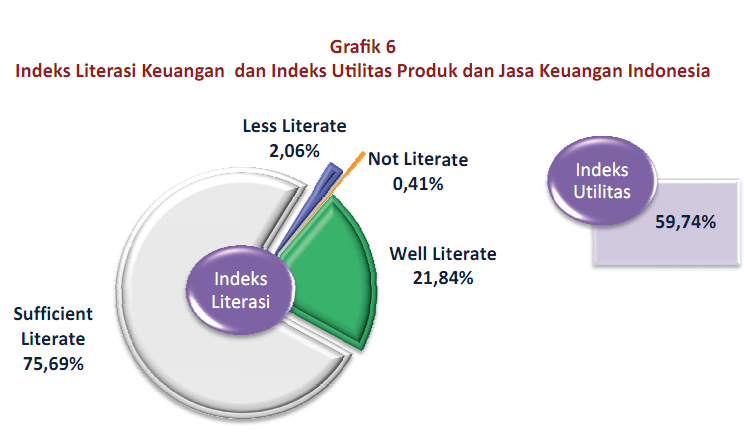 Grafik 6
Indeks Literasi Keuangan dan Indeks Utilitas Produk dan Jasa Keuangan Indonesia
Less Literate
2,06%
Not Literate
0,41%
Indeks
Utilitas
59,74%
Well Literate
21,84%
Indeks
Literasi
Sufficient
Literate
75,69%